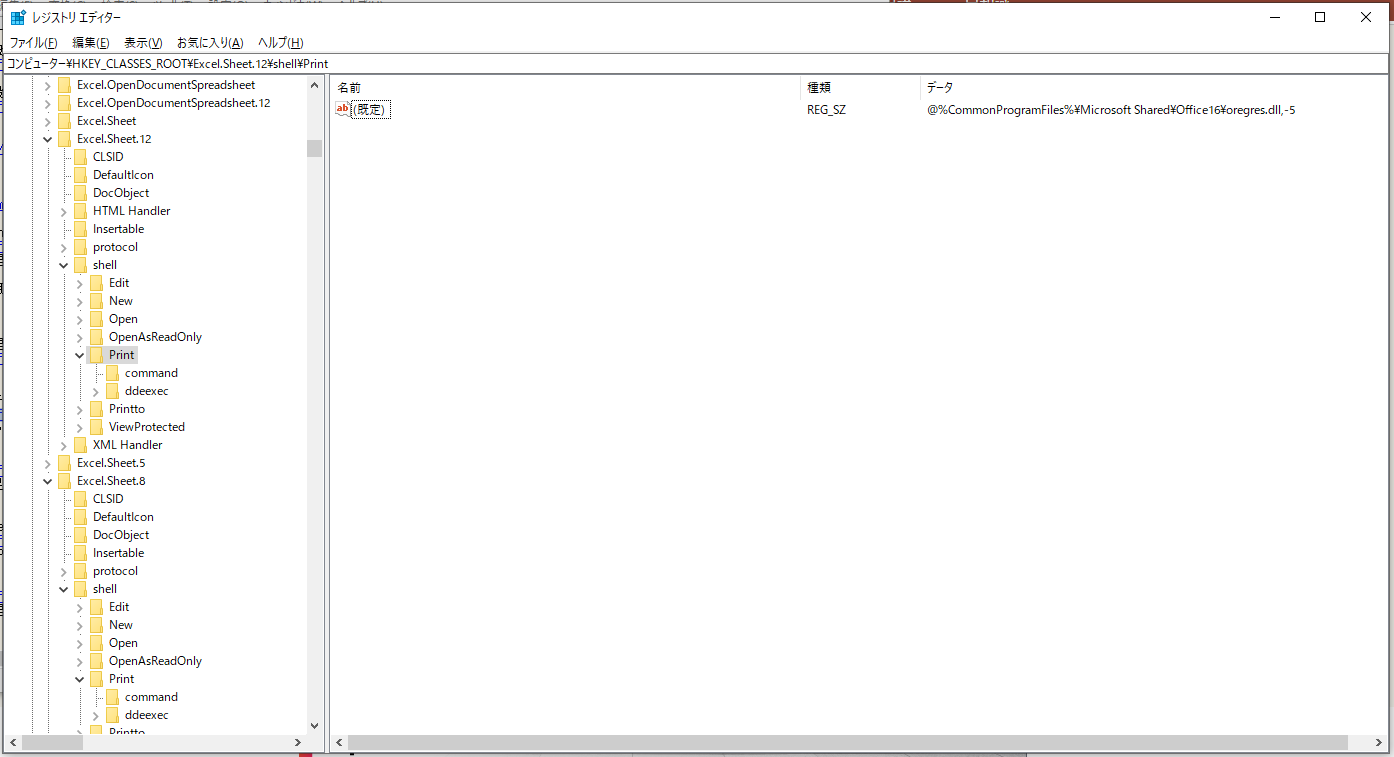 レジストリ エディター
ファイル(F) 編集(E) 表示(V) お気に入り(A) ヘルプ(H)
コンピューター¥HKEY_CLASSES_ROOT¥Excel.Sheet.12¥shell¥Print
Excel.OpenDocumentSpreadsheet
Excel.OpenDocumentSpreadsheet.12
Excel.Sheet
Excel.Sheet.12
CLSID
DefaultIcon
DocObject
HTML Handler
Insertable
protocol
shell
Edit
New
Open
OpenAsReadOnly
Print
command
ddeexec
Printto
ViewProtected
XML Handler
Excel.Sheet.5
Excel.Sheet.8
CLSID
DefaultIcon
DocObject
Insertable
protocol
shell
Edit
New
Open
OpenAsReadOnly
Print
command
ddeexec
Printto
名前 種類 データ
(既定) REG_SZ @%CommonProgramFiles%¥Microsoft Shared¥Office16¥oregres.dll,-5